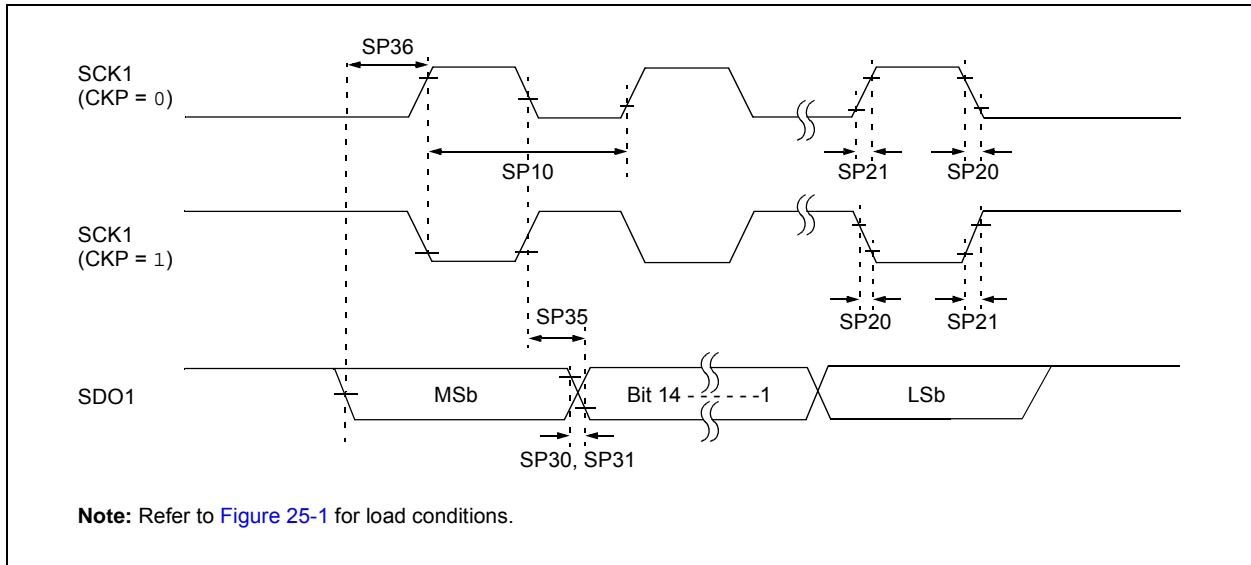 SP36
SCK1
(CKP = 0)
SP10
SP21
SP20
SCK1
(CKP = 1)
SP35
SP20
SP21
SDO1
MSb
Bit 14 - - - - - -1
LSb
SP30, SP31
Note: Refer to Figure 25-1 for load conditions.